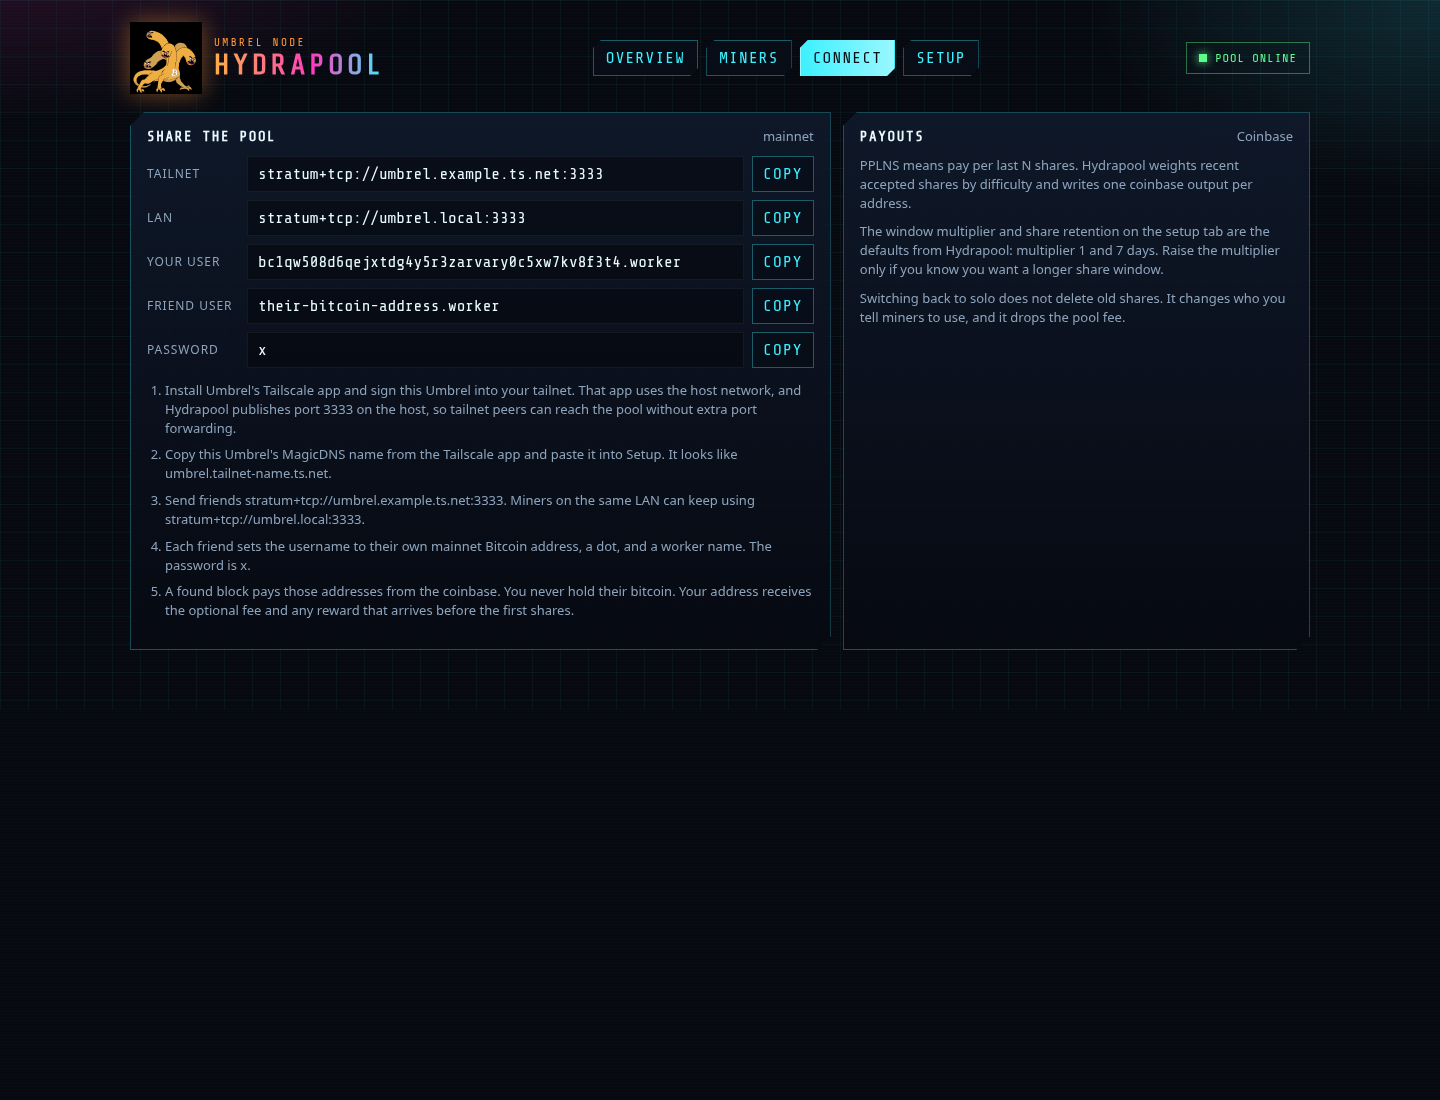 UMBREL NODE
HYDRAPOOL
OVERVIEW
MINERS
CONNECT
SETUP
POOL ONLINE
SHARE THE POOL
mainnet
TAILNET
stratum+tcp://umbrel.example.ts.net:3333
COPY
LAN
stratum+tcp://umbrel.local:3333
COPY
YOUR USER
bc1qw508d6qejxtdg4y5r3zarvary0c5xw7kv8f3t4.worker
COPY
FRIEND USER
their-bitcoin-address.worker
COPY
PASSWORD
x
COPY
1. Install Umbrel's Tailscale app and sign this Umbrel into your tailnet. That app uses the host network, and
Hydrapool publishes port 3333 on the host, so tailnet peers can reach the pool without extra port
forwarding.
2. Copy this Umbrel's MagicDNS name from the Tailscale app and paste it into Setup. It looks like
umbrel.tailnet-name.ts.net.
3. Send friends stratum+tcp://umbrel.example.ts.net:3333. Miners on the same LAN can keep using
stratum+tcp://umbrel.local:3333.
4. Each friend sets the username to their own mainnet Bitcoin address, a dot, and a worker name. The
password is x.
5. A found block pays those addresses from the coinbase. You never hold their bitcoin. Your address receives
the optional fee and any reward that arrives before the first shares.
PAYOUTS
Coinbase
PPLNS means pay per last N shares. Hydrapool weights recent
accepted shares by difficulty and writes one coinbase output per
address.
The window multiplier and share retention on the setup tab are the
defaults from Hydrapool: multiplier 1 and 7 days. Raise the multiplier
only if you know you want a longer share window.
Switching back to solo does not delete old shares. It changes who you
tell miners to use, and it drops the pool fee.